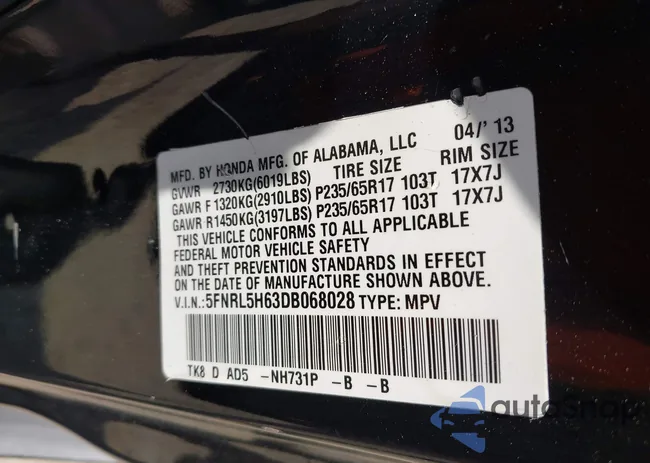 MFD. BY HONDA MFG. OF ALABAMA, LLC 04/' 13
GVWR 2730KG(6019LBS) TIRE SIZE RIM SIZE
GAWR F 1320KG(2910LBS) P235/65R17 103T 17X7J
GAWR R 1450KG(3197LBS) P235/65R17 103T 17X7J
THIS VEHICLE CONFORMS TO ALL APPLICABLE
FEDERAL MOTOR VEHICLE SAFETY
AND THEFT PREVENTION STANDARDS IN EFFECT
ON THE DATE OF MANUFACTURE SHOWN ABOVE.
V.I.N.:5FNRL5H63DB068028 TYPE: MPV
TK8 D AD5 -NH731P -B -B
autoSnap